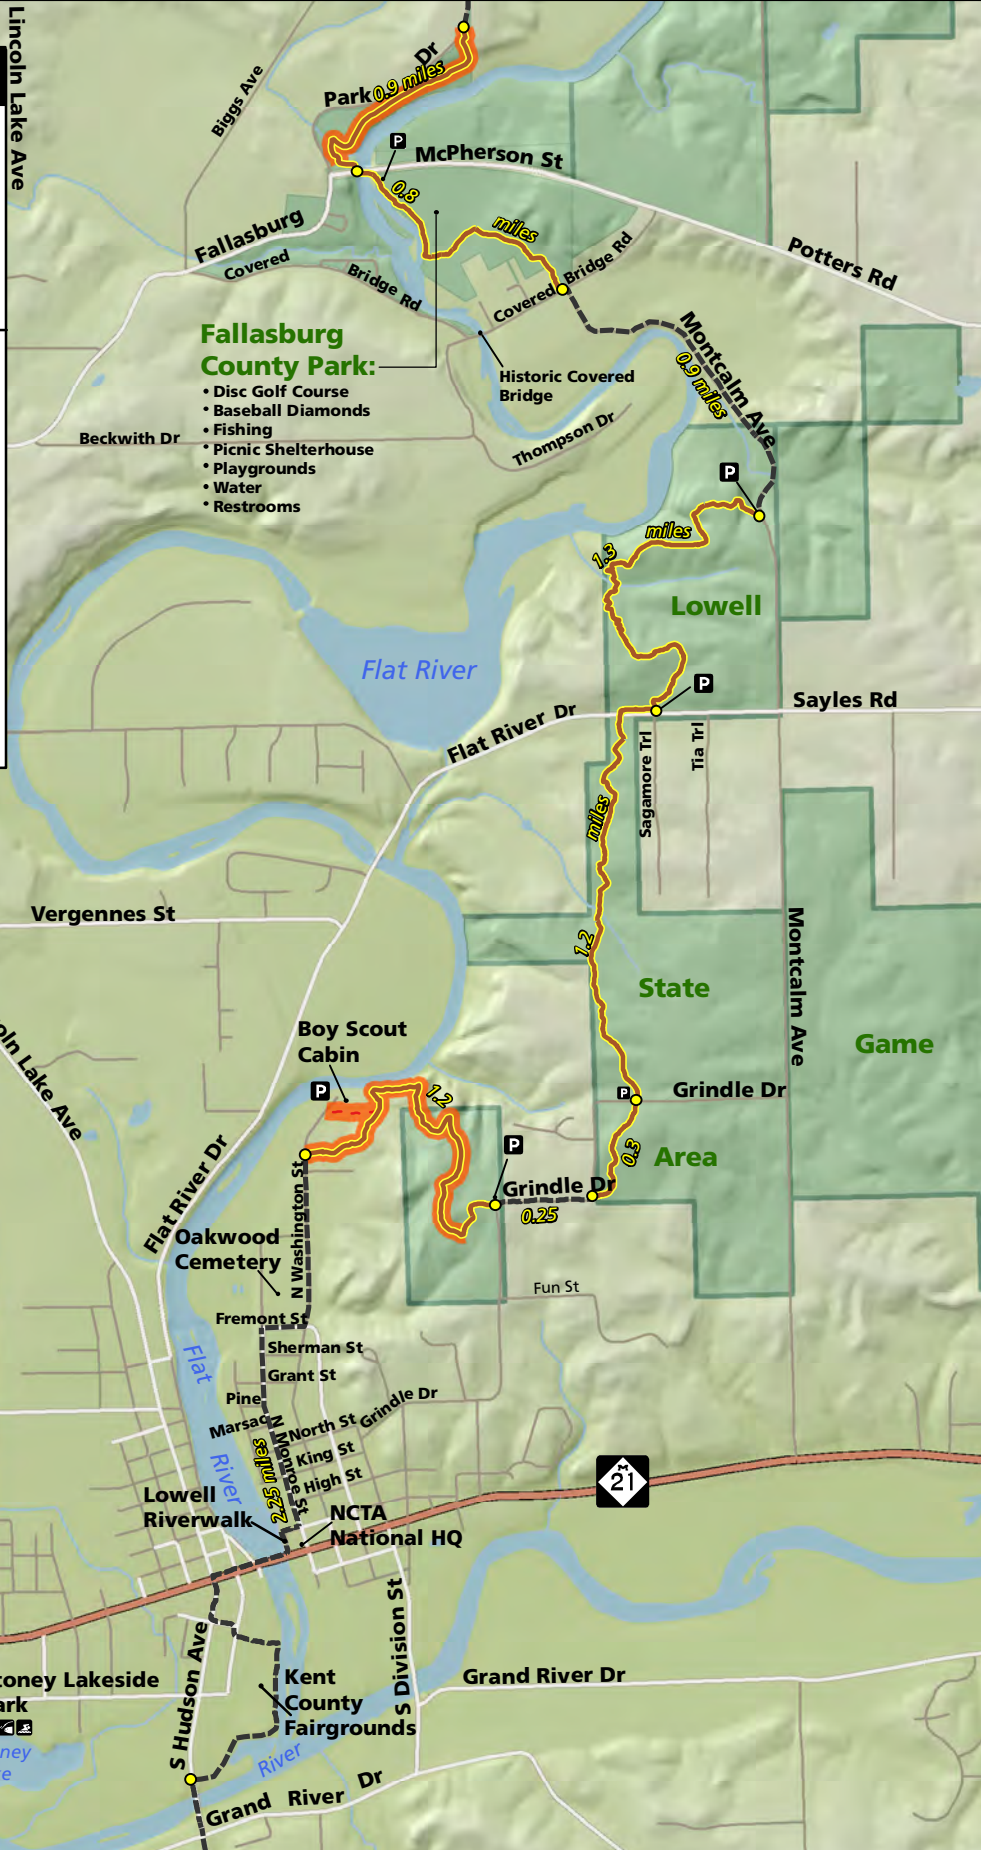 Lincoln Lake Ave
Dr
Park
0.9 miles
Biggs Ave
P
McPherson St
0.8
miles
Fallasburg
Covered
Bridge Rd
Covered Bridge Rd
Potters Rd
Fallasburg
County Park:
• Disc Golf Course
• Baseball Diamonds
• Fishing
• Picnic Shelterhouse
• Playgrounds
• Water
• Restrooms
Montcalm Ave
0.9 miles
Historic Covered
Bridge
Thompson Dr
Beckwith Dr
P
miles
1.3
Lowell
Flat River
P
Sayles Rd
Flat River Dr
Sagamore Trl
Tia Trl
miles
Vergennes St
1.2
State
Montcalm Ave
Game
oln Lake Ave
Boy Scout
Cabin
P
1.2
P
Grindle Dr
P
0.3
Area
Flat River Dr
N Washington St
Grindle Dr
0.25
Oakwood
Cemetery
Fun St
Fremont St
Sherman St
Flat
Grant St
Pine
Grindle Dr
Marsac
N Monroe St
North St
King St
High St
2.25 miles
River
M
21
Lowell
Riverwalk
NCTA
National HQ
S Division St
S Hudson Ave
toney Lakeside
ark
Kent
County
Fairgrounds
Grand River Dr
ney
e
River
Grand River Dr